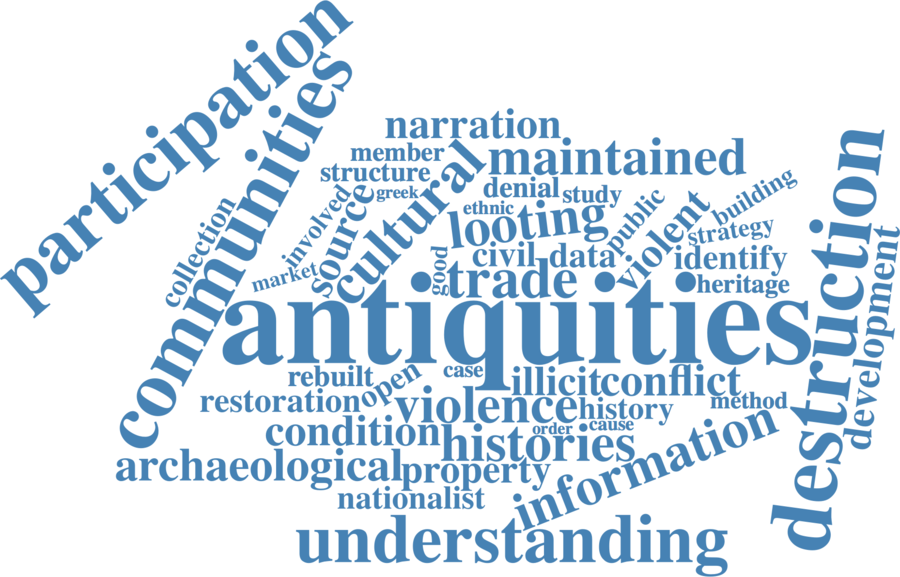 participation
communities
collection
narration
member
structure
greek
cultural
source
involved
market
maintained
denial
study
ethnic
looting
public
violent
building
strategy
civil
data
identify
good
trade
heritage
antiquities
destruction
development
case
rebuilt
open
illicit
conflict
restoration
violence
history
method
order
cause
condition
histories
information
archaeological
property
nationalist
understanding